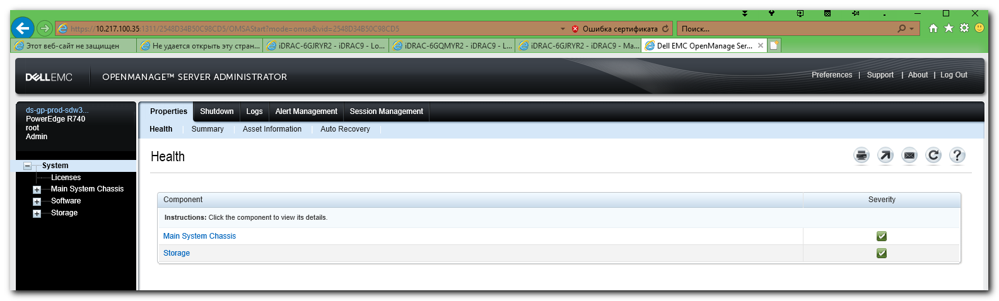 https://10.217.100.35:1311/2548D34B50C98CD5/OMSAStart?mode=omsa&vid=2548D34B50C98CD5
Ошибка сертификата
Поиск...
Этот веб-сайт не защищен
Не удается открыть эту стран...
iDRAC-6GJRYR2 - iDRAC9 - Lo...
iDRAC-6GQMYR2 - iDRAC9 - L...
iDRAC-6GJRYR2 - iDRAC9 - Ma...
Dell EMC OpenManage Ser...
DELLEMC
OPENMANAGE™ SERVER ADMINISTRATOR
Preferences | Support | About | Log Out
ds-gp-prod-sdw3...
PowerEdge R740
root
Admin
System
Licenses
Main System Chassis
Software
Storage
Properties
Shutdown
Logs
Alert Management
Session Management
Health
Summary
Asset Information
Auto Recovery
Health
Component
Severity
Instructions: Click the component to view its details.
Main System Chassis
Storage